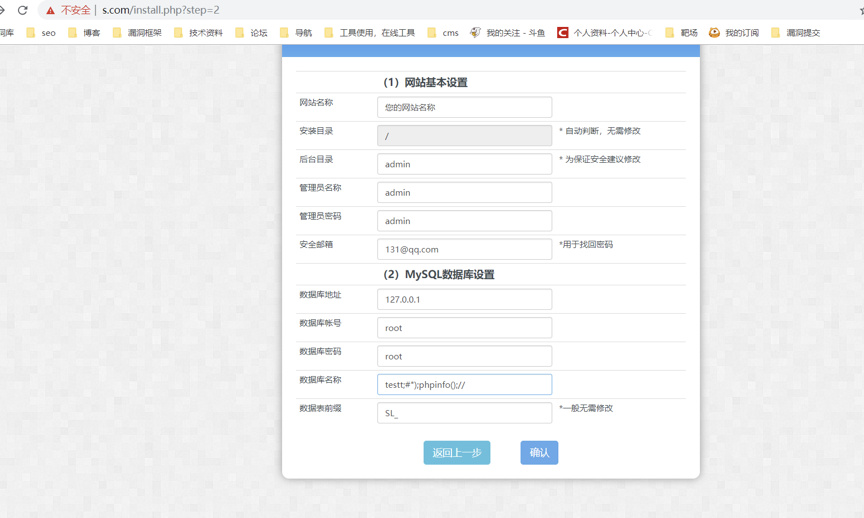 不安全 | s.com/install.php?step=2
seo 博客 漏洞框架 技术资料 论坛 导航 工具使用，在线工具 cms 我的关注 - 斗鱼 个人资料-个人中心- 靶场 我的订阅 漏洞提交
（1）网站基本设置
网站名称 您的网站名称
安装目录 / * 自动判断，无需修改
后台目录 admin * 为保证安全建议修改
管理员名称 admin
管理员密码 admin
安全邮箱 131@qq.com *用于找回密码
（2）MySQL数据库设置
数据库地址 127.0.0.1
数据库帐号 root
数据库密码 root
数据库名称 testt;#");phpinfo();//
数据表前缀 SL_ *一般无需修改
返回上一步 确认